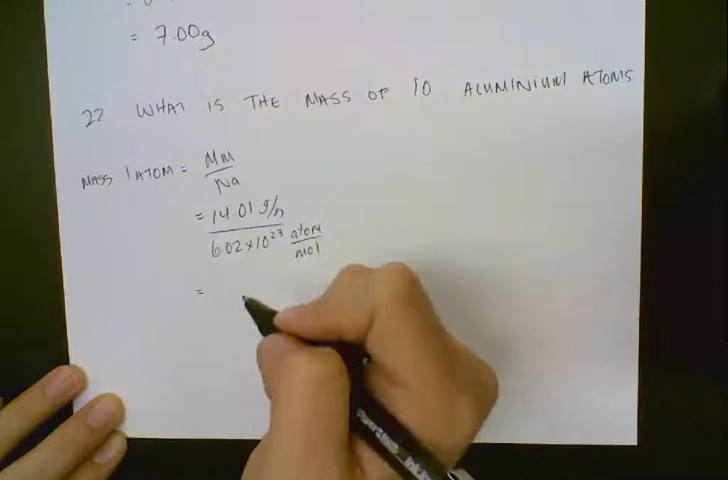 = 7.00g
22 WHAT IS THE MASS OF 10 ALUMINIUM ATOMS
MASS 1 ATOM = Mm
Na
= 14.01 g/n
6.02 × 10²³ atom
mol
=